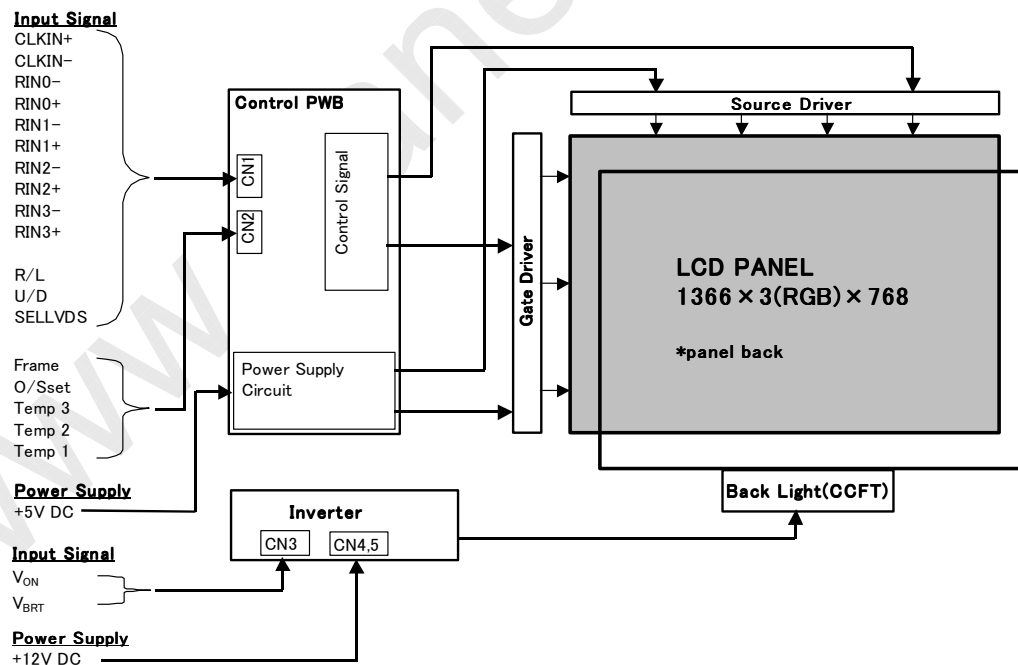 Input Signal
CLKIN+
CLKIN-
RIN0-
RIN0+
RIN1-
RIN1+
RIN2-
RIN2+
RIN3-
RIN3+
R/L
U/D
SELLVDS
Frame
O/Sset
Temp 3
Temp 2
Temp 1
Power Supply
+5V DC
Input Signal
VON
VBRT
Power Supply
+12V DC
Control PWB
CN1
CN2
Control Signal
Power Supply
Circuit
Inverter
CN3
CN4,5
Source Driver
Gate Driver
LCD PANEL
1366×3(RGB)×768
*panel back
Back Light(CCFT)